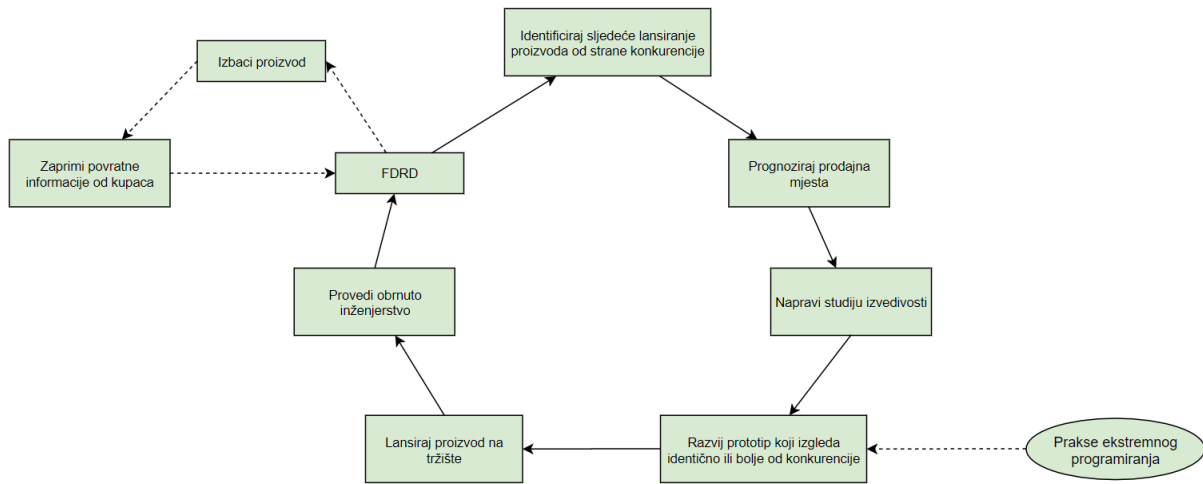 Identificiraj sljedeće lansiranje
proizvoda od strane konkurencije
Izbaci proizvod
Zaprimi povratne
informacije od kupaca
FDRD
Prognoziraj prodajna
mjesta
Provedi obrnuto
inženjerstvo
Napravi studiju izvedivosti
Lansiraj proizvod na
tržište
Razvij prototip koji izgleda
identično ili bolje od konkurencije
Prakse ekstremnog
programiranja